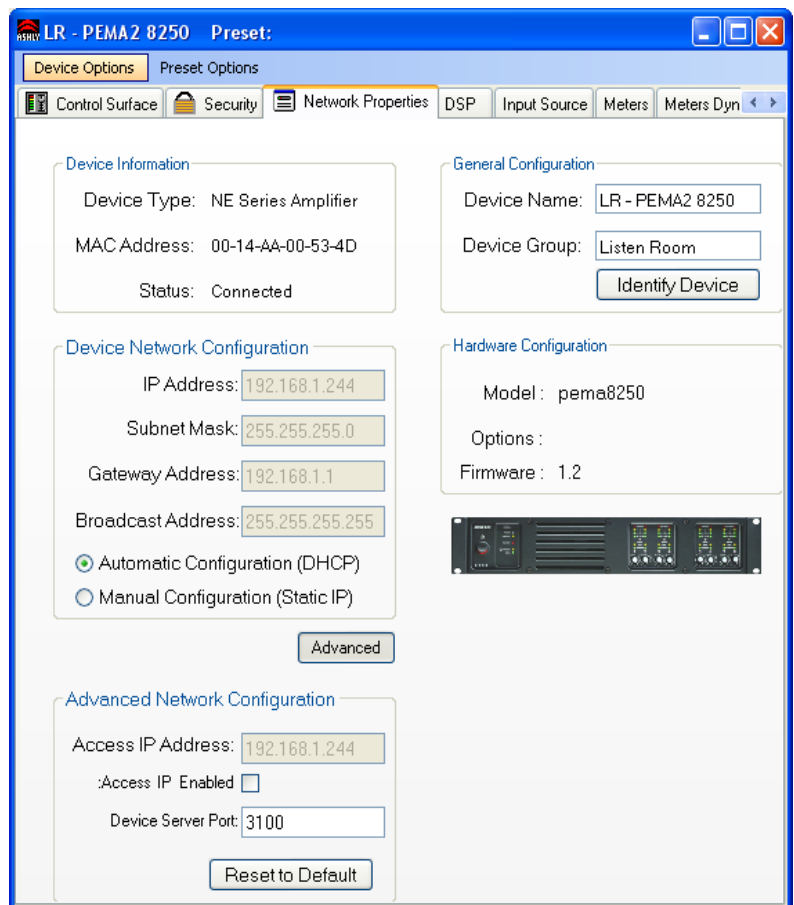 ASHLY LR - PEMA2 8250 Preset:
Device Options Preset Options
Control Surface Security Network Properties DSP Input Source Meters Meters Dyn
Device Information
Device Type: NE Series Amplifier
MAC Address: 00-14-AA-00-53-4D
Status: Connected
General Configuration
Device Name: LR - PEMA2 8250
Device Group: Listen Room
Identify Device
Device Network Configuration
IP Address: 192.168.1.244
Subnet Mask: 255.255.255.0
Gateway Address: 192.168.1.1
Broadcast Address: 255.255.255.255
Automatic Configuration (DHCP)
Manual Configuration (Static IP)
Advanced
Hardware Configuration
Model : pema8250
Options :
Firmware : 1.2
Advanced Network Configuration
Access IP Address: 192.168.1.244
:Access IP Enabled
Device Server Port: 3100
Reset to Default